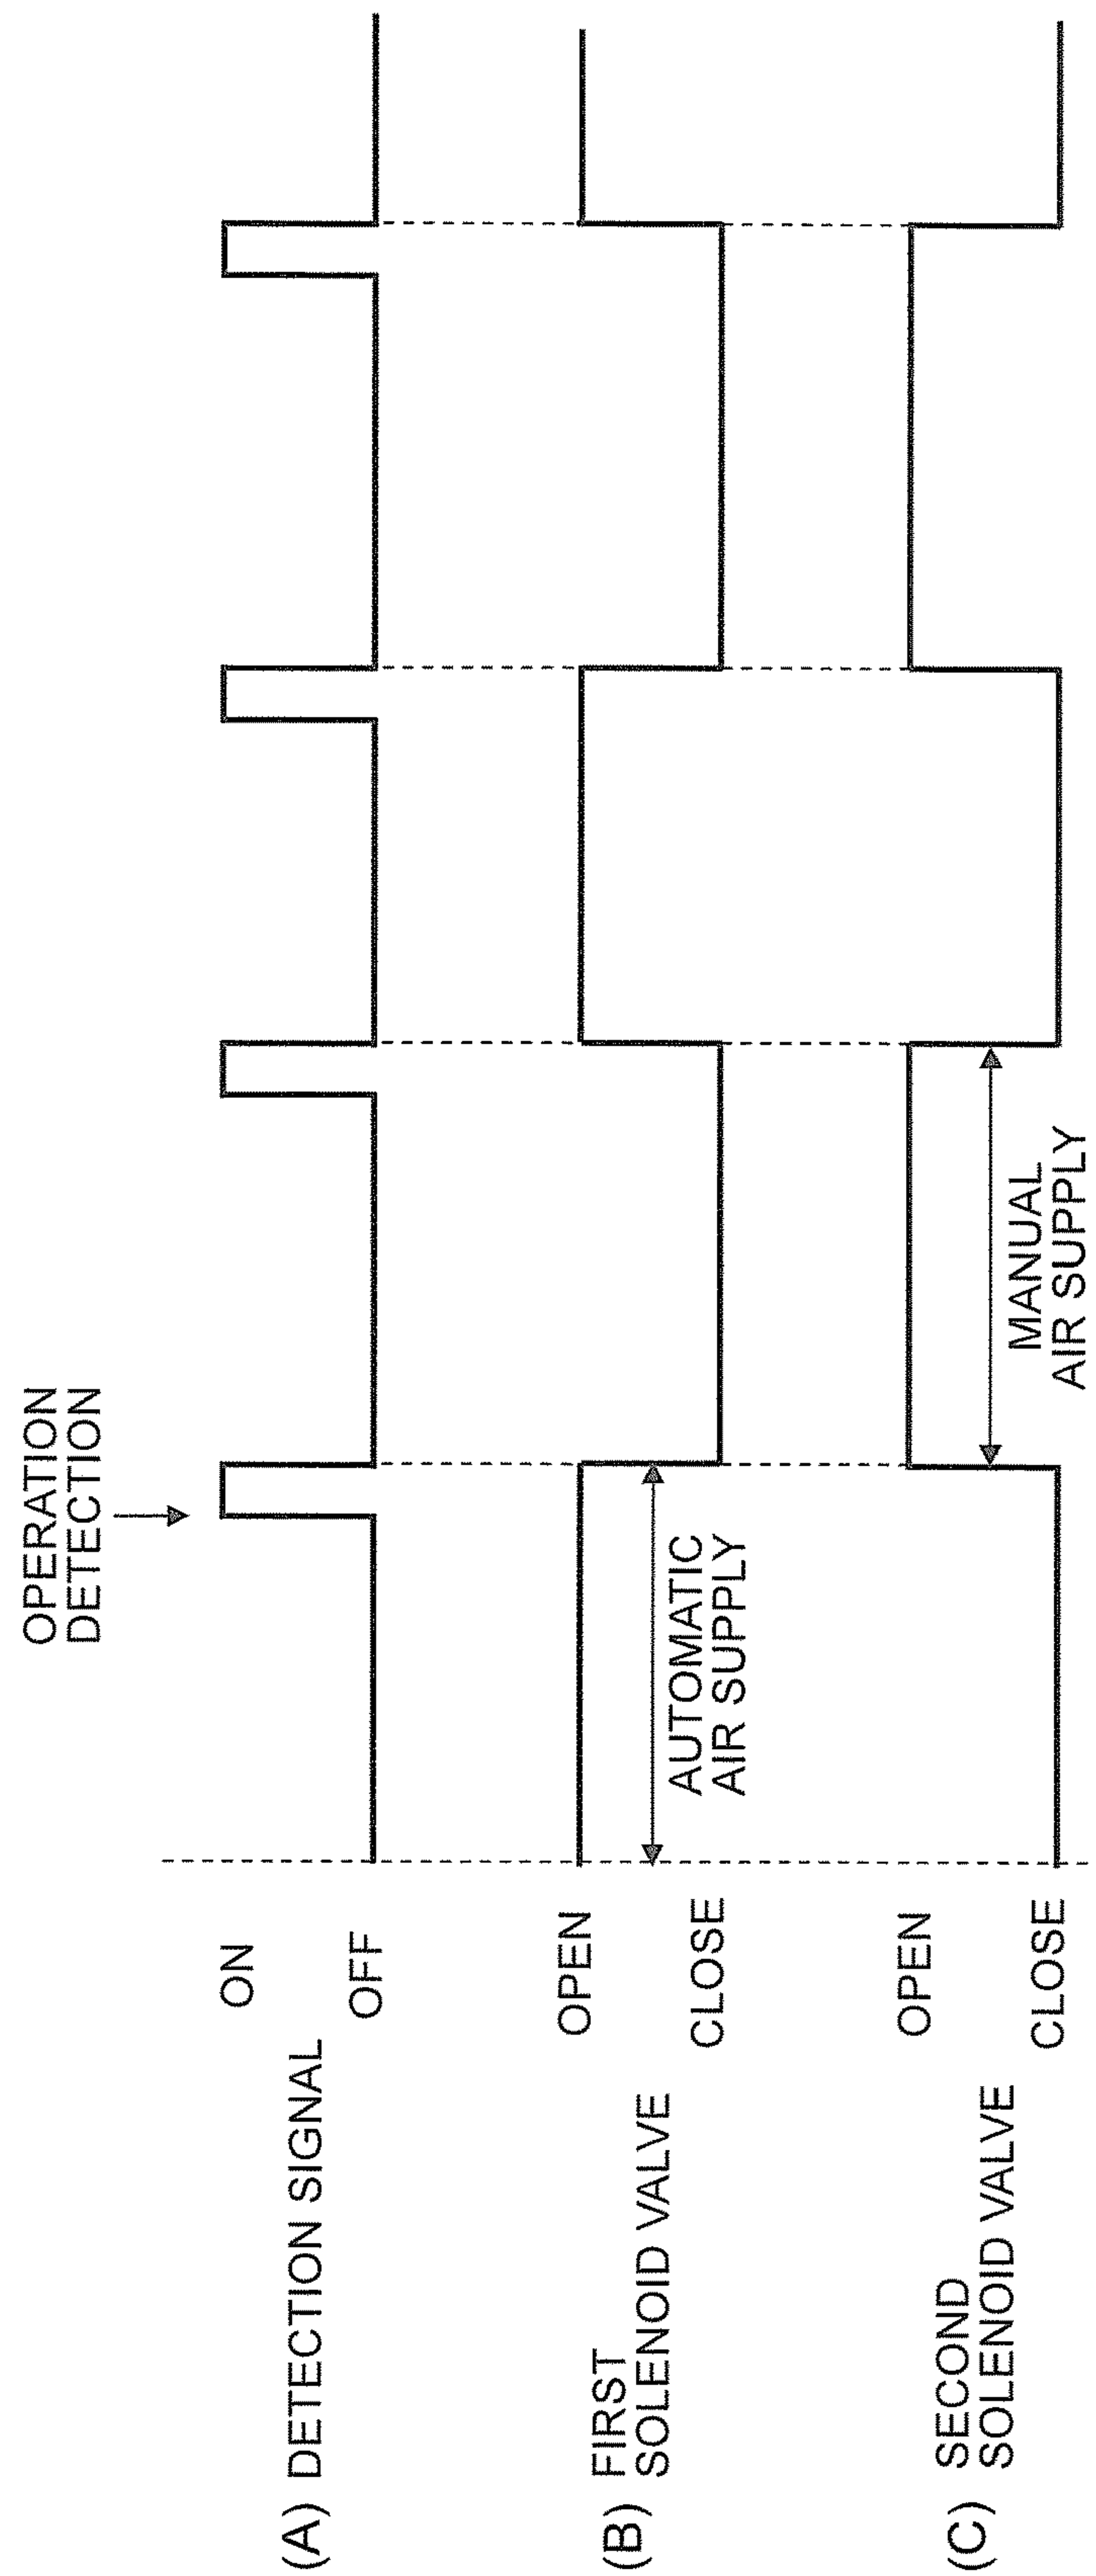 OPERATION
DETECTION
(A) DETECTION SIGNAL
ON
OFF
(B) FIRST
SOLENOID VALVE
OPEN
CLOSE
AUTOMATIC
AIR SUPPLY
(C) SECOND
SOLENOID VALVE
OPEN
CLOSE
MANUAL
AIR SUPPLY